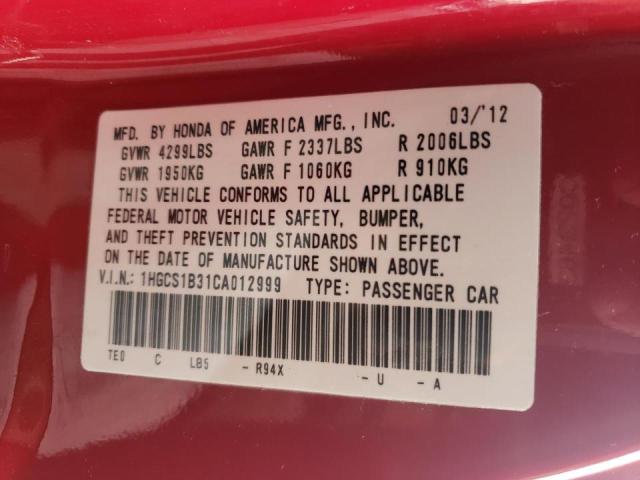 MFD. BY HONDA OF AMERICA MFG., INC. 03/'12
GVWR 4299LBS GAWR F 2337LBS R 2006LBS
GVWR 1950KG GAWR F 1060KG R 910KG
THIS VEHICLE CONFORMS TO ALL APPLICABLE
FEDERAL MOTOR VEHICLE SAFETY, BUMPER,
AND THEFT PREVENTION STANDARDS IN EFFECT
ON THE DATE OF MANUFACTURE SHOWN ABOVE.
V.I.N.: 1HGCS1B31CA012999 TYPE: PASSENGER CAR
TE0 C LB5 - R94X - U - A